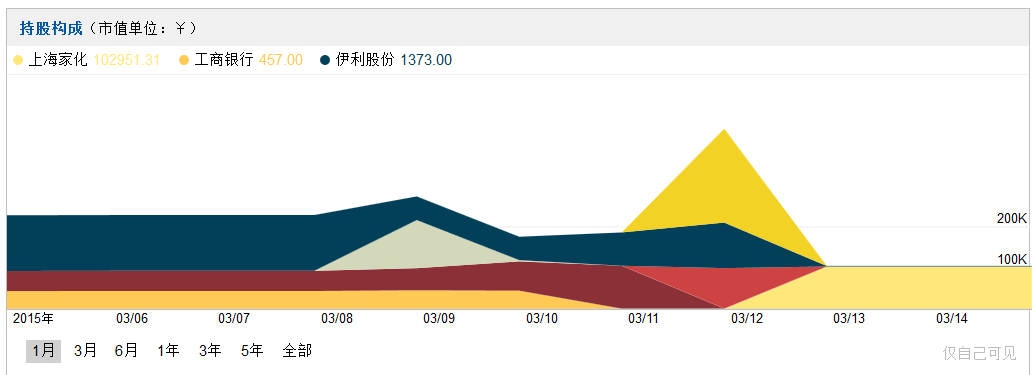 持股构成（市值单位：￥）
上海家化 102951.31 工商银行 457.00 伊利股份 1373.00
200K
100K
2015年 03/06 03/07 03/08 03/09 03/10 03/11 03/12 03/13 03/14
1月 3月 6月 1年 3年 5年 全部
仅自己可见